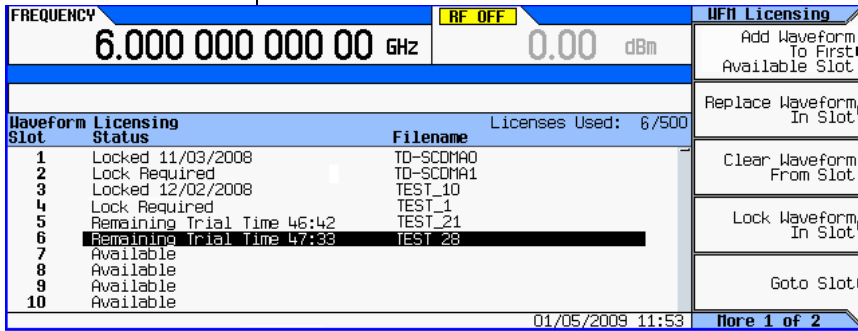 FREQUENCY
6.000 000 000 00 GHz
RF OFF
0.00 dBm
Waveform Licensing
Licenses Used: 6/500
Slot Status Filename
1 Locked 11/03/2008 TD-SCDMA0
2 Lock Required TD-SCDMA1
3 Locked 12/02/2008 TEST_10
4 Lock Required TEST_1
5 Remaining Trial Time 46:42 TEST_21
6 Remaining Trial Time 47:33 TEST_28
7 Available
8 Available
9 Available
10 Available
01/05/2009 11:53
WFM Licensing
Add Waveform
To First
Available Slot
Replace Waveform
In Slot
Clear Waveform
From Slot
Lock Waveform
In Slot
Goto Slot
More 1 of 2